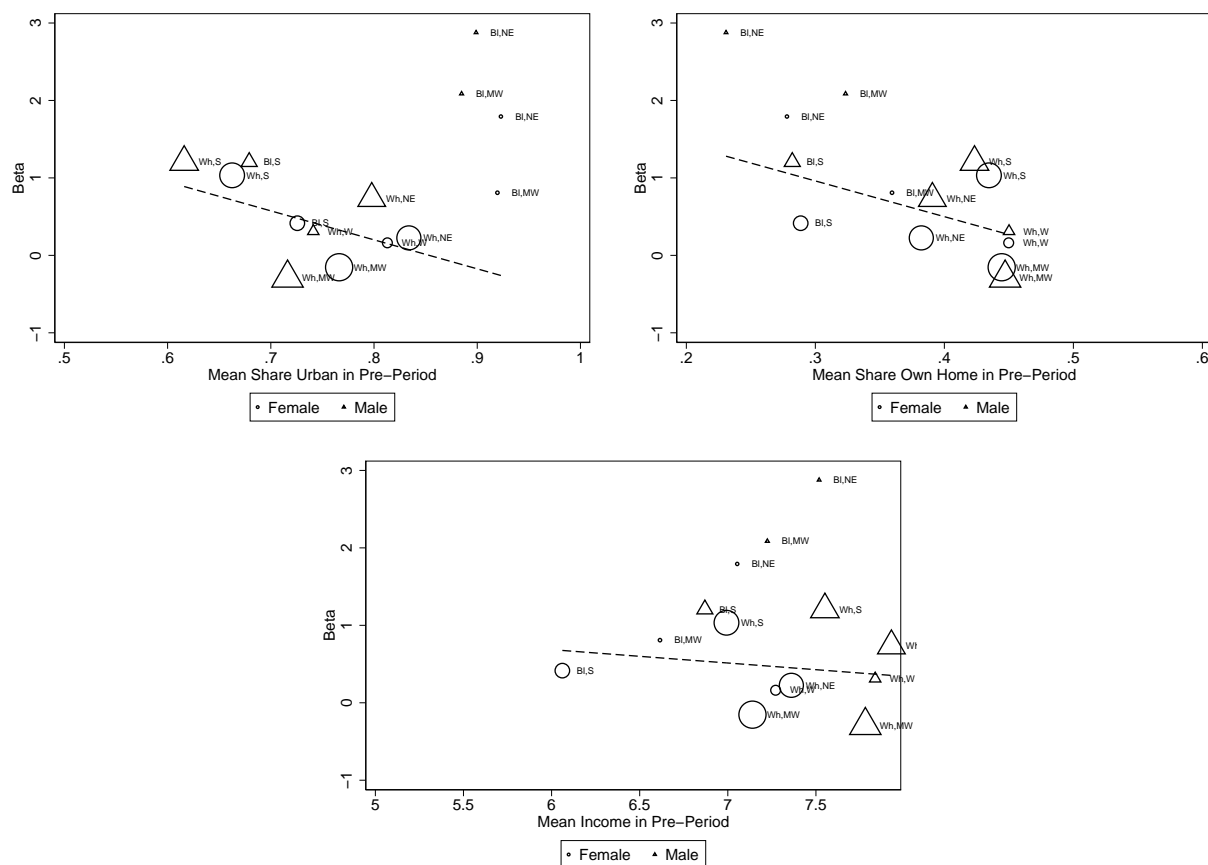 3
2
1
0
−1
Beta
Bl,NE
Bl,MW
Bl,NE
Wh,S
Bl,S
Wh,S
Bl,MW
Wh,NE
Bl,S
Wh,W
Wh,NE
Wh,W
Wh,MW
Wh,MW
.5 .6 .7 .8 .9 1
Mean Share Urban in Pre−Period
Female Male
3
2
1
0
−1
Beta
Bl,NE
Bl,MW
Bl,NE
Bl,S
Wh,S
Wh,S
Bl,MW
Wh,NE
Bl,S
Wh,NE
Wh,W
Wh,W
Wh,MW
Wh,MW
.2 .3 .4 .5 .6
Mean Share Own Home in Pre−Period
Female Male
3
2
1
0
−1
Beta
Bl,NE
Bl,MW
Bl,NE
Bl,S
Wh,S
Wh,S
Bl,MW
Wh
Bl,S
Wh,W
Wh,NE
Wh,W
Wh,MW
Wh,MW
5 5.5 6 6.5 7 7.5
Mean Income in Pre−Period
Female Male